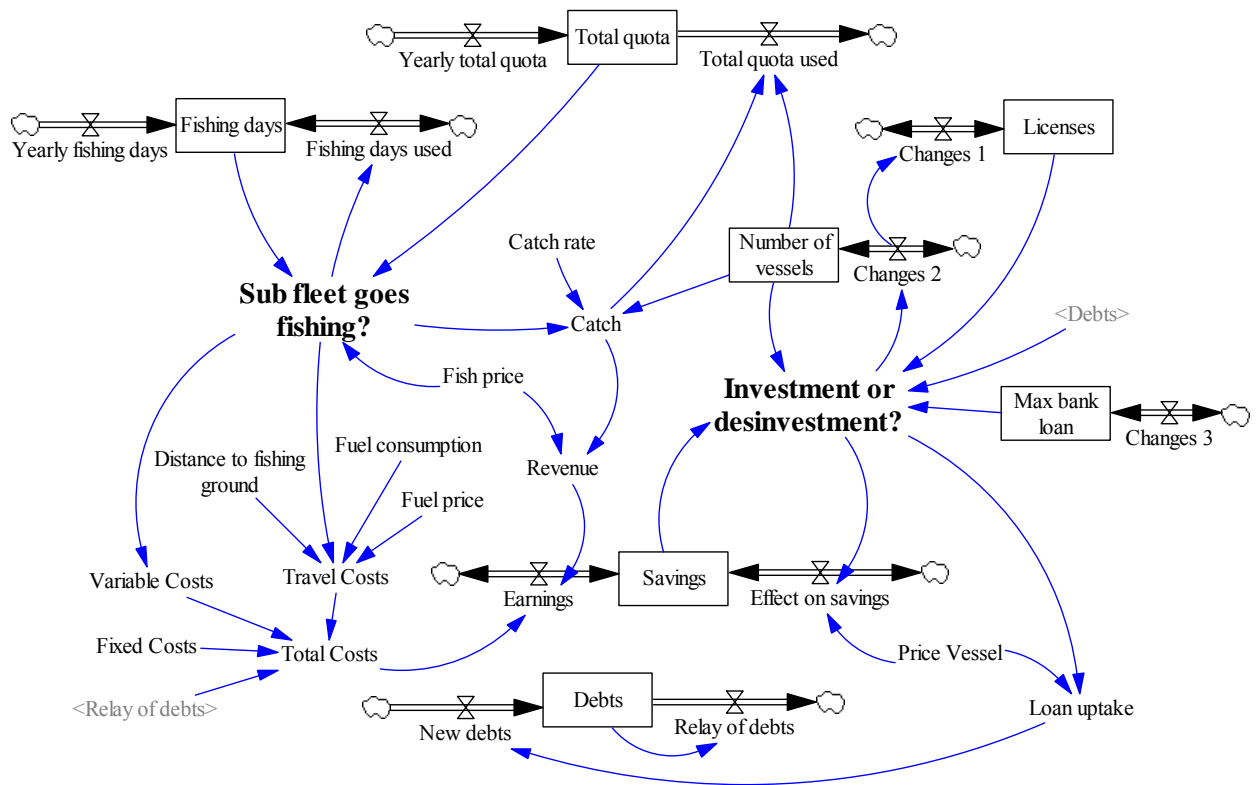 Total quota
Yearly total quota
Total quota used
Fishing days
Yearly fishing days
Fishing days used
Licenses
Changes 1
Number of
vessels
Changes 2
Catch rate
Sub fleet goes
fishing?
Catch
<Debts>
Fish price
Investment or
desinvestment?
Max bank
loan
Changes 3
Fuel consumption
Distance to fishing
ground
Revenue
Fuel price
Variable Costs
Travel Costs
Earnings
Savings
Effect on savings
Fixed Costs
Total Costs
Price Vessel
<Relay of debts>
Debts
New debts
Relay of debts
Loan uptake